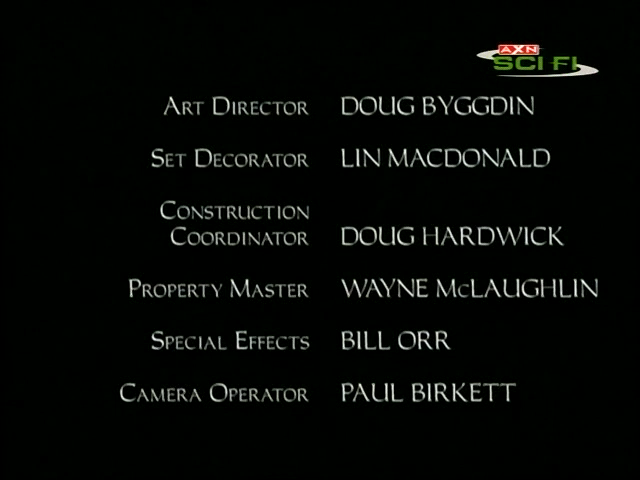 AXN
SCI FI
ART DIRECTOR DOUG BYGGDIN
SET DECORATOR LIN MACDONALD
CONSTRUCTION
COORDINATOR DOUG HARDWICK
PROPERTY MASTER WAYNE McLAUGHLIN
SPECIAL EFFECTS BILL ORR
CAMERA OPERATOR PAUL BIRKETT